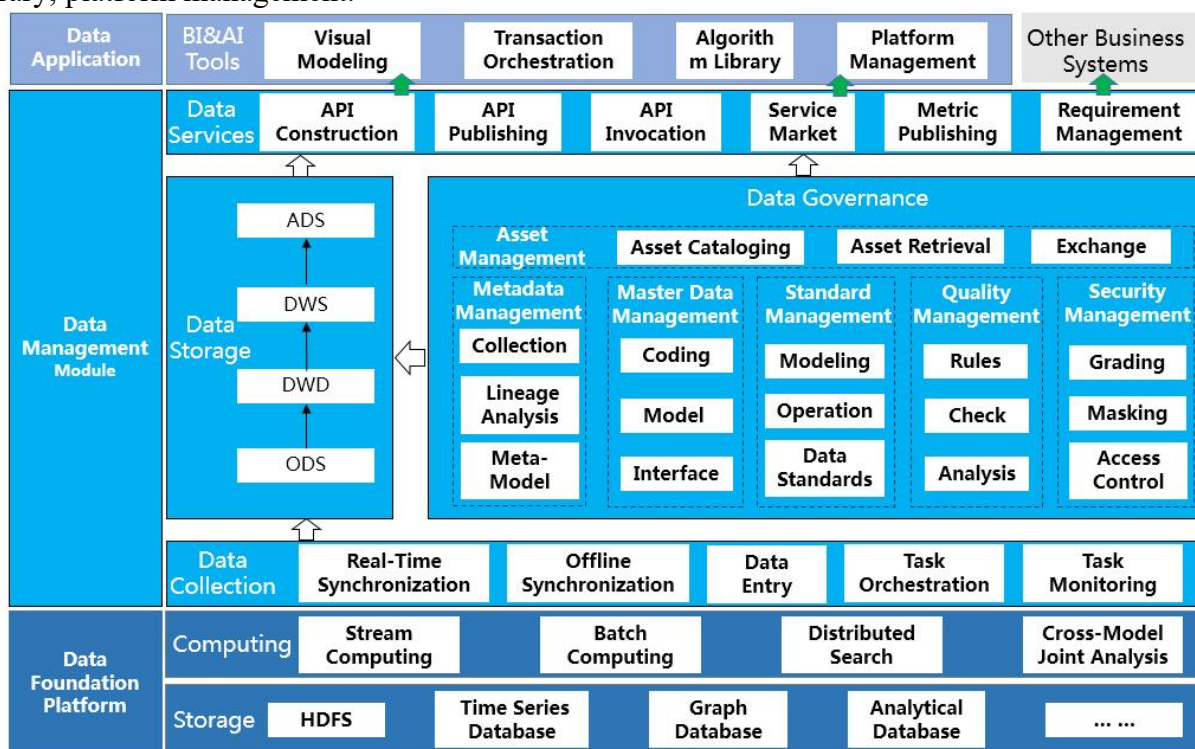 ary, platform management.
Data
Application
BI&AI
Tools
Visual
Modeling
Transaction
Orchestration
Algorith
m Library
Platform
Management
Other Business
Systems
Data
Management
Module
Data
Services
API
Construction
API
Publishing
API
Invocation
Service
Market
Metric
Publishing
Requirement
Management
Data
Storage
ADS
DWS
DWD
ODS
Data Governance
Asset
Management
Asset Cataloging
Asset Retrieval
Exchange
Metadata
Management
Collection
Lineage
Analysis
Meta-
Model
Master Data
Management
Coding
Model
Interface
Standard
Management
Modeling
Operation
Data
Standards
Quality
Management
Rules
Check
Analysis
Security
Management
Grading
Masking
Access
Control
Data
Collection
Real-Time
Synchronization
Offline
Synchronization
Data
Entry
Task
Orchestration
Task
Monitoring
Data
Foundation
Platform
Computing
Stream
Computing
Batch
Computing
Distributed
Search
Cross-Model
Joint Analysis
Storage
HDFS
Time Series
Database
Graph
Database
Analytical
Database
... ...